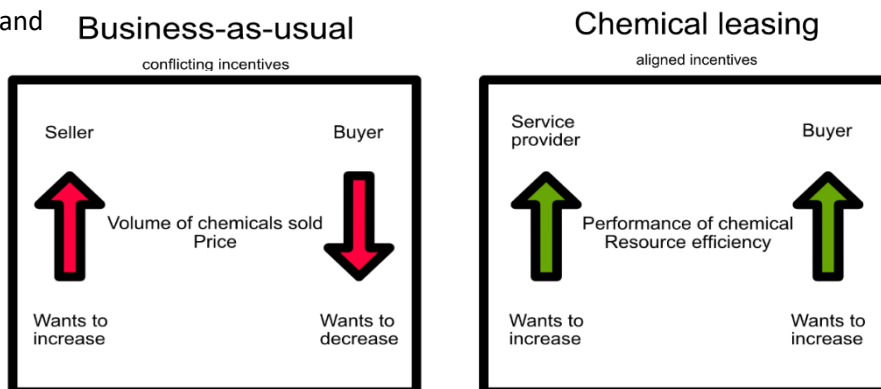 and
Business-as-usual
conflicting incentives
Seller
Buyer
Volume of chemicals sold
Price
Wants to
increase
Wants to
decrease
Chemical leasing
aligned incentives
Service
provider
Buyer
Performance of chemical
Resource efficiency
Wants to
increase
Wants to
increase